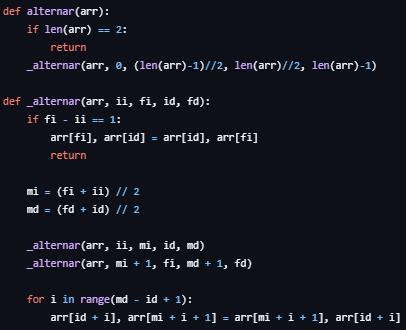 def alternar(arr):
    if len(arr) == 2:
        return
    _alternar(arr, 0, (len(arr)-1)//2, len(arr)//2, len(arr)-1)

def _alternar(arr, ii, fi, id, fd):
    if fi - ii == 1:
        arr[fi], arr[id] = arr[id], arr[fi]
        return

    mi = (fi + ii) // 2
    md = (fd + id) // 2

    _alternar(arr, ii, mi, id, md)
    _alternar(arr, mi + 1, fi, md + 1, fd)

    for i in range(md - id + 1):
        arr[id + i], arr[mi + i + 1] = arr[mi + i + 1], arr[id + i]